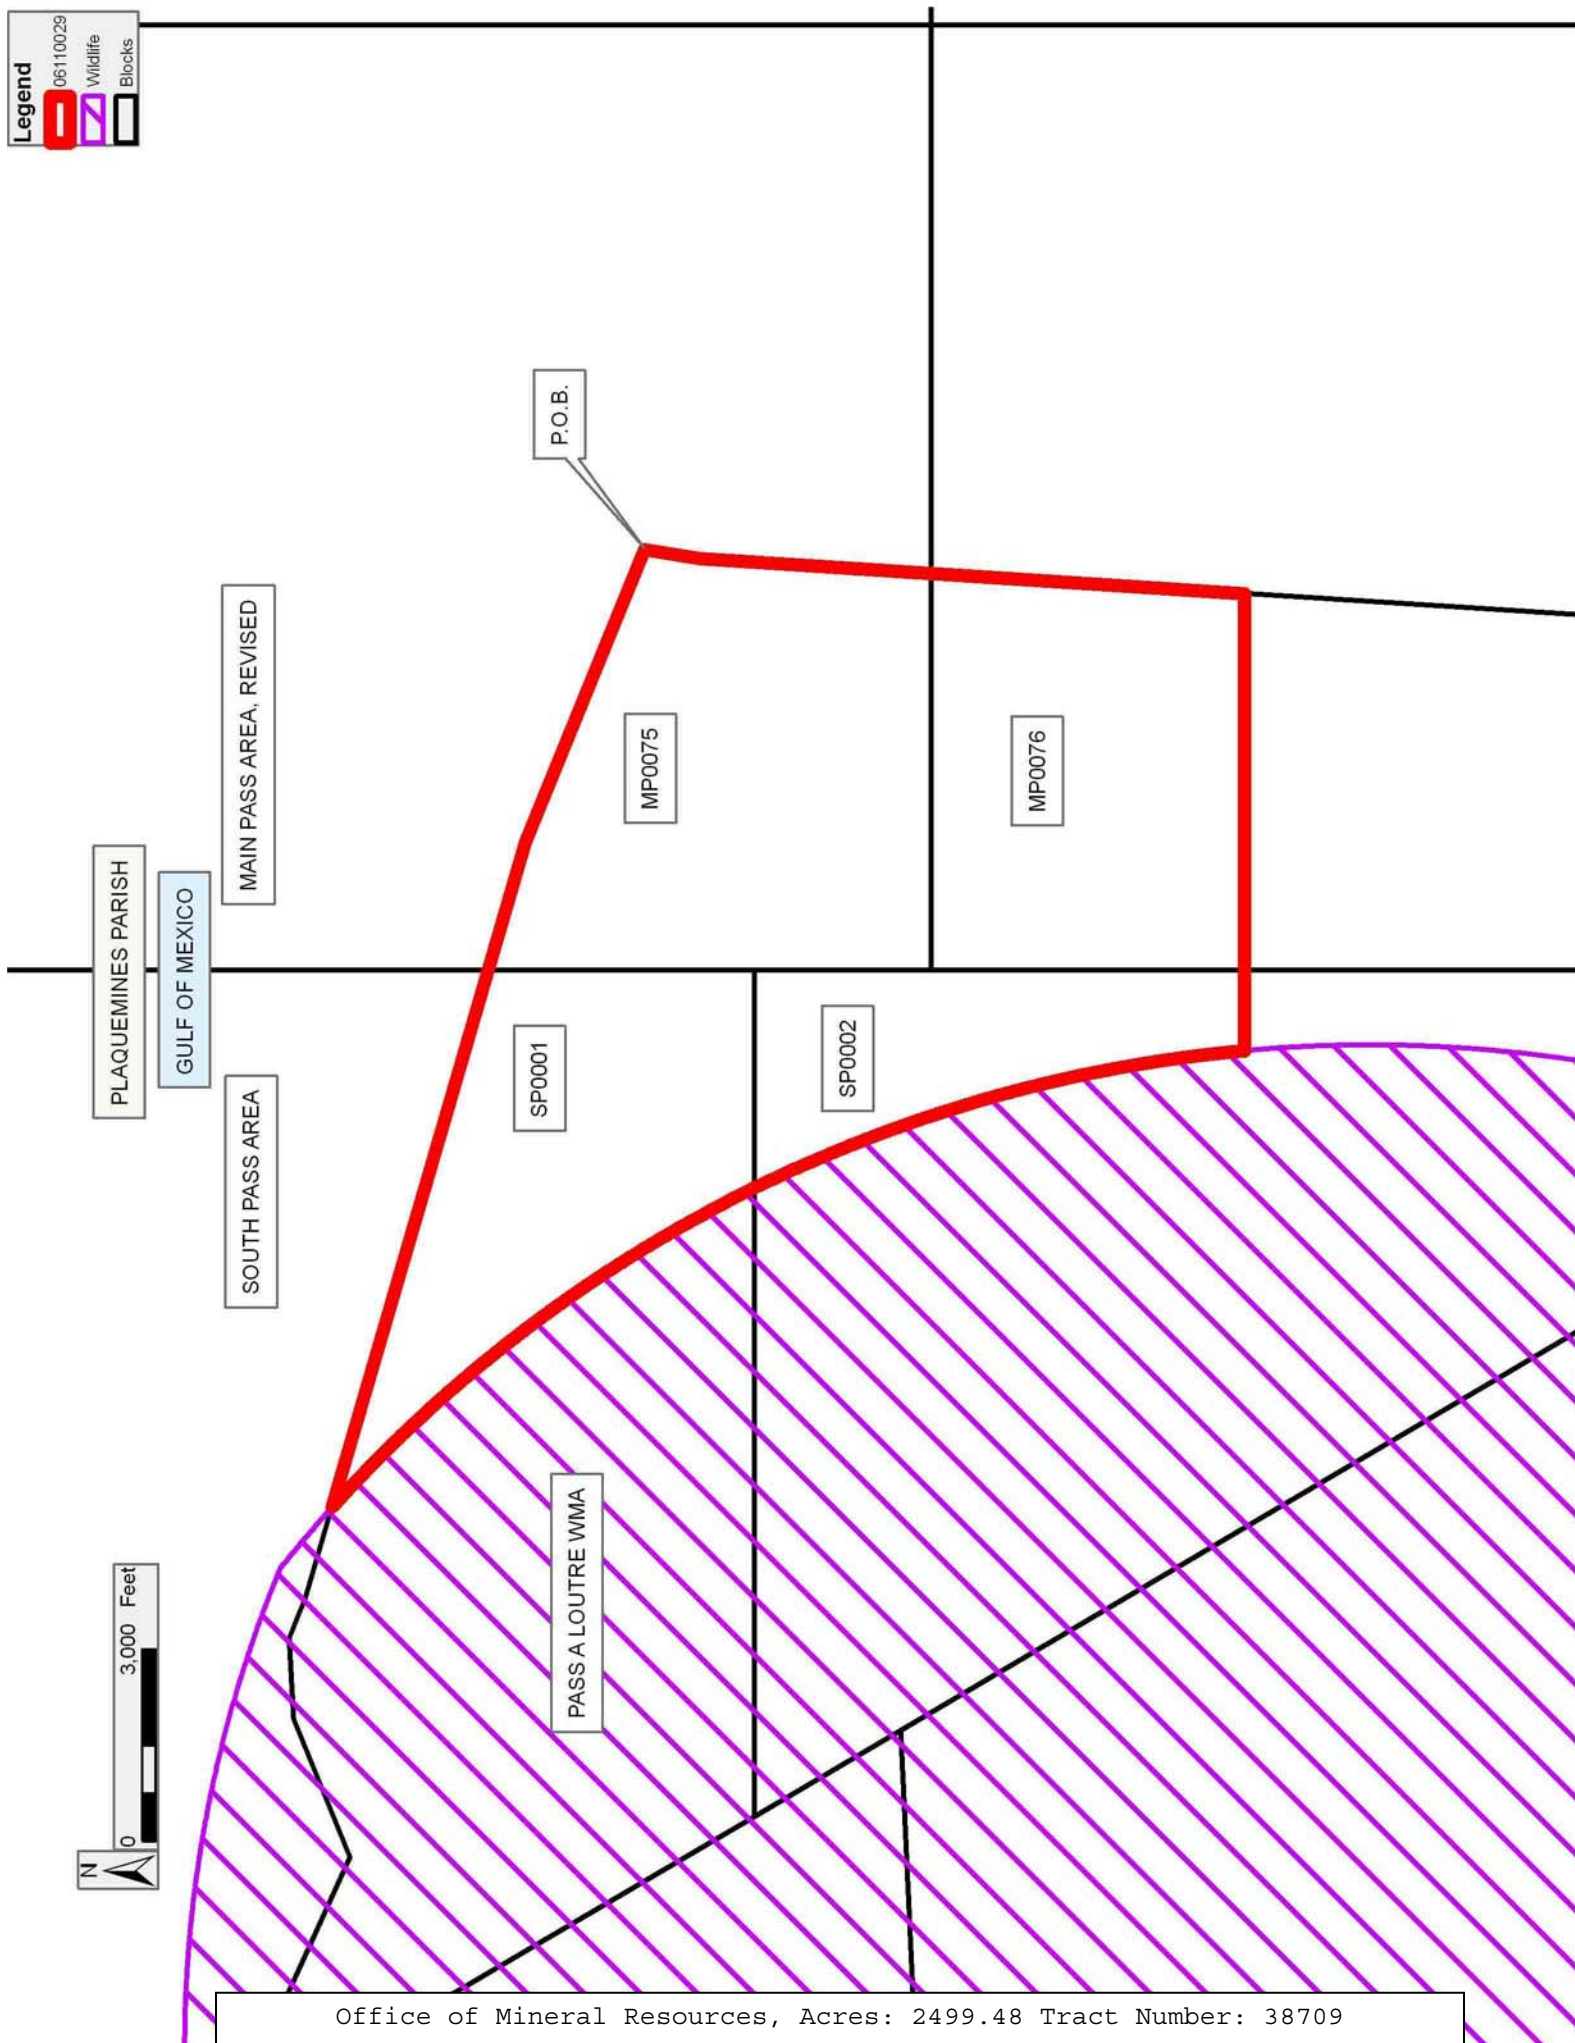 Legend
06110029
Wildlife
Blocks
P.O.B.
PLAQUEMINES PARISH
GULF OF MEXICO
MAIN PASS AREA, REVISED
SOUTH PASS AREA
MP0075
MP0076
SP0001
SP0002
PASS A LOUTRE WMA
N
0 3,000 Feet
Office of Mineral Resources, Acres: 2499.48 Tract Number: 38709